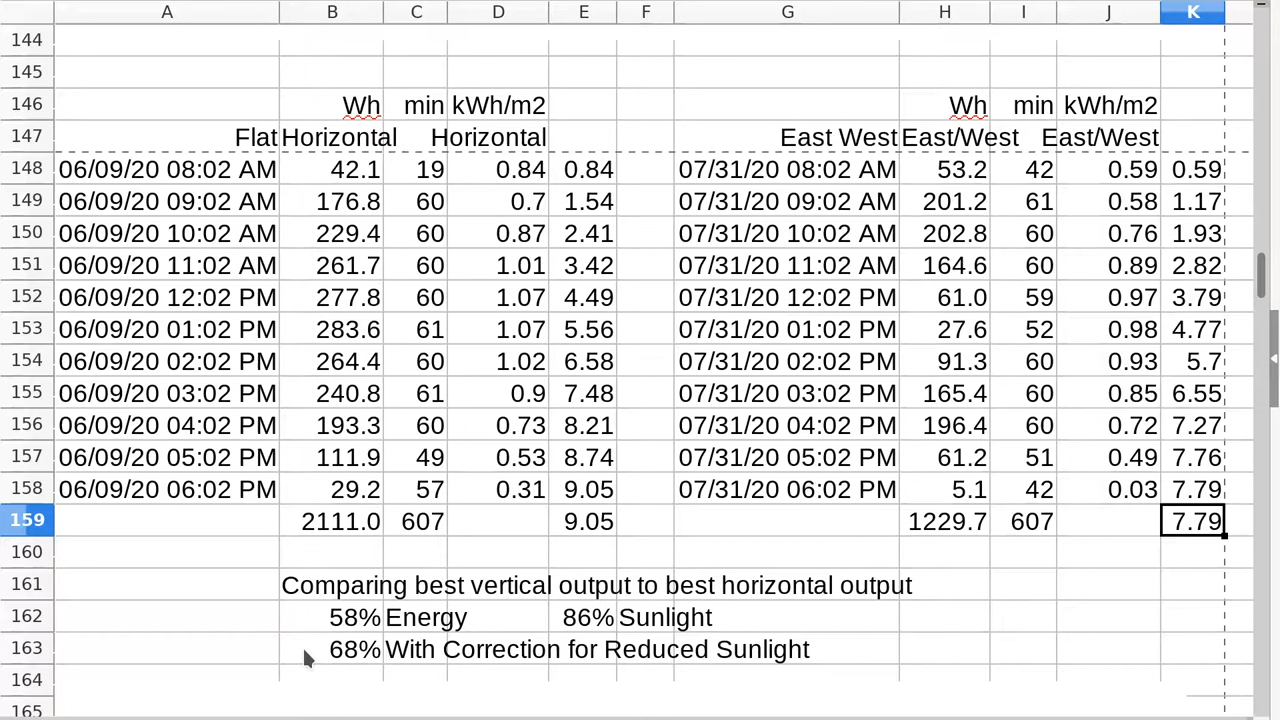 A B C D E F G H I J K
144
145
146 Wh min kWh/m2 Wh min kWh/m2
147 Flat Horizontal Horizontal East West East/West East/West
148 06/09/20 08:02 AM 42.1 19 0.84 0.84 07/31/20 08:02 AM 53.2 42 0.59 0.59
149 06/09/20 09:02 AM 176.8 60 0.7 1.54 07/31/20 09:02 AM 201.2 61 0.58 1.17
150 06/09/20 10:02 AM 229.4 60 0.87 2.41 07/31/20 10:02 AM 202.8 60 0.76 1.93
151 06/09/20 11:02 AM 261.7 60 1.01 3.42 07/31/20 11:02 AM 164.6 60 0.89 2.82
152 06/09/20 12:02 PM 277.8 60 1.07 4.49 07/31/20 12:02 PM 61.0 59 0.97 3.79
153 06/09/20 01:02 PM 283.6 61 1.07 5.56 07/31/20 01:02 PM 27.6 52 0.98 4.77
154 06/09/20 02:02 PM 264.4 60 1.02 6.58 07/31/20 02:02 PM 91.3 60 0.93 5.7
155 06/09/20 03:02 PM 240.8 61 0.9 7.48 07/31/20 03:02 PM 165.4 60 0.85 6.55
156 06/09/20 04:02 PM 193.3 60 0.73 8.21 07/31/20 04:02 PM 196.4 60 0.72 7.27
157 06/09/20 05:02 PM 111.9 49 0.53 8.74 07/31/20 05:02 PM 61.2 51 0.49 7.76
158 06/09/20 06:02 PM 29.2 57 0.31 9.05 07/31/20 06:02 PM 5.1 42 0.03 7.79
159 2111.0 607 9.05 1229.7 607 7.79
160
161 Comparing best vertical output to best horizontal output
162 58% Energy 86% Sunlight
163 68% With Correction for Reduced Sunlight
164
165